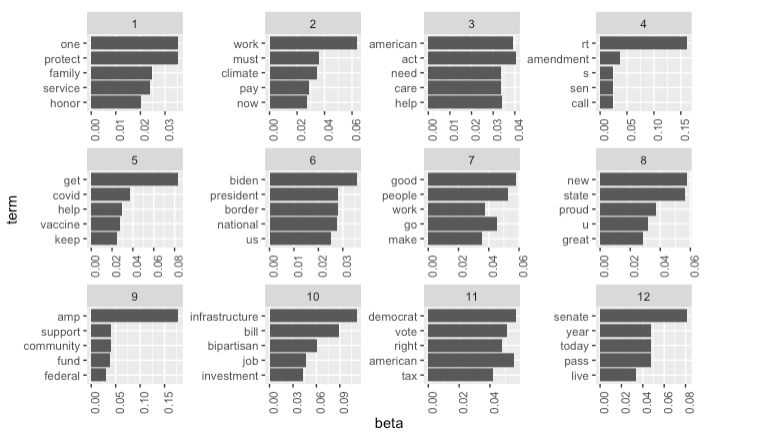 1
one
protect
family
service
honor
0.00 0.01 0.02 0.03
2
work
must
climate
pay
now
0.00 0.02 0.04 0.06
3
american
act
need
care
help
0.00 0.01 0.02 0.03 0.04
4
rt
amendment
s
sen
call
0.00 0.05 0.10 0.15
5
get
covid
help
vaccine
keep
0.00 0.02 0.04 0.06 0.08
6
biden
president
border
national
us
0.00 0.01 0.02 0.03
7
good
people
work
go
make
0.00 0.02 0.04 0.06
8
new
state
proud
u
great
0.00 0.02 0.04 0.06
9
amp
support
community
fund
federal
0.00 0.05 0.10 0.15
10
infrastructure
bill
bipartisan
job
investment
0.00 0.03 0.06 0.09
11
democrat
vote
right
american
tax
0.00 0.02 0.04
12
senate
year
today
pass
live
0.00 0.02 0.04 0.06 0.08
term
beta